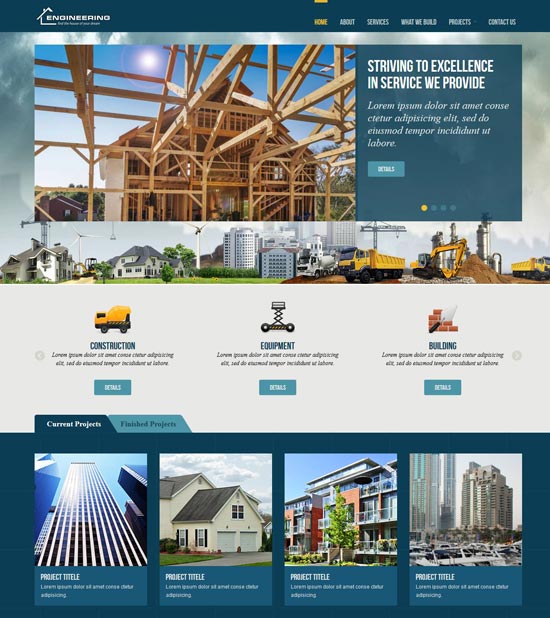 ENGINEERING
find the house of your dream
HOME ABOUT SERVICES WHAT WE BUILD PROJECTS CONTACT US
STRIVING TO EXCELLENCE
IN SERVICE WE PROVIDE
Lorem ipsum dolor sit amet conse
ctetur adipisicing elit, sed do
eiusmod tempor incididunt ut
labore.
DETAILS
CONSTRUCTION
Lorem ipsum dolor sit amet conse ctetur adipisicing
elit, sed do eiusmod tempor incididunt ut labore.
DETAILS
EQUIPMENT
Lorem ipsum dolor sit amet conse ctetur adipisicing
elit, sed do eiusmod tempor incididunt ut labore.
DETAILS
BUILDING
Lorem ipsum dolor sit amet conse ctetur adipisicing
elit, sed do eiusmod tempor incididunt ut labore.
DETAILS
Current Projects Finished Projects
PROJECT TITELE
Lorem ipsum dolor sit amet conse ctetur
adipisicing.
PROJECT TITELE
Lorem ipsum dolor sit amet conse ctetur
adipisicing.
PROJECT TITELE
Lorem ipsum dolor sit amet conse ctetur
adipisicing.
PROJECT TITELE
Lorem ipsum dolor sit amet conse ctetur
adipisicing.